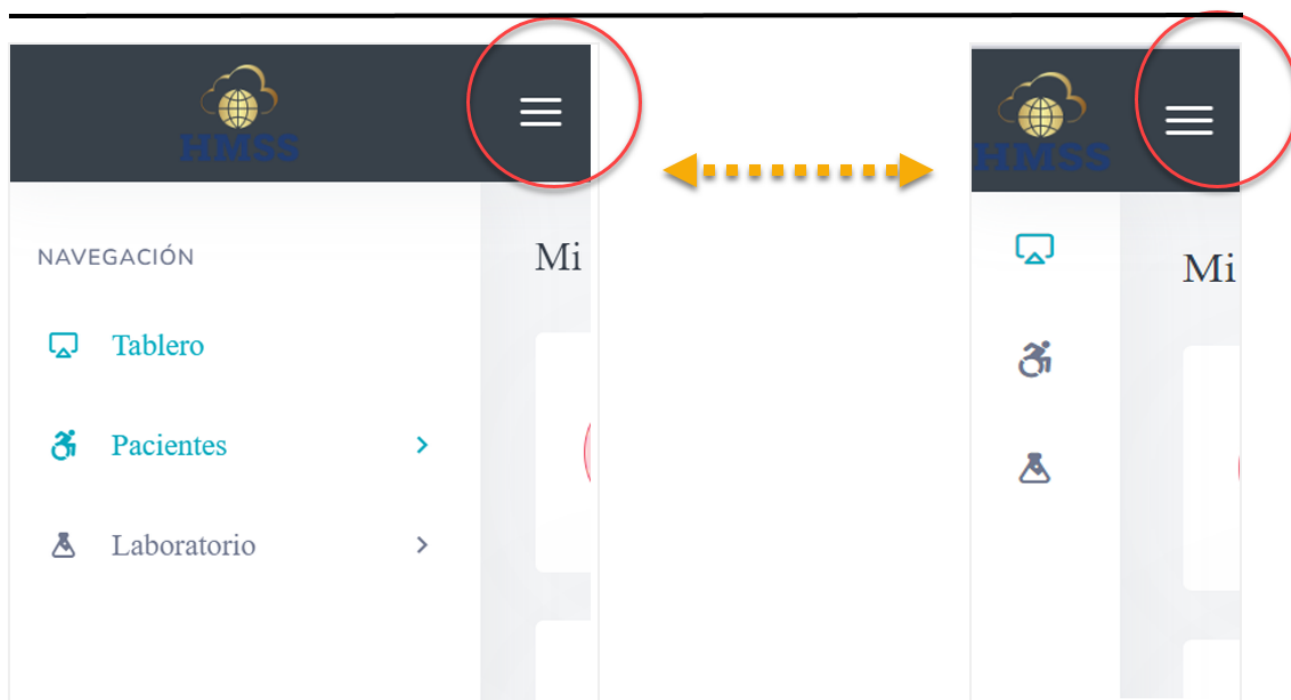 HMSS
HMSS
NAVEGACIÓN
Mi
Mi
Tablero
Pacientes
Laboratorio